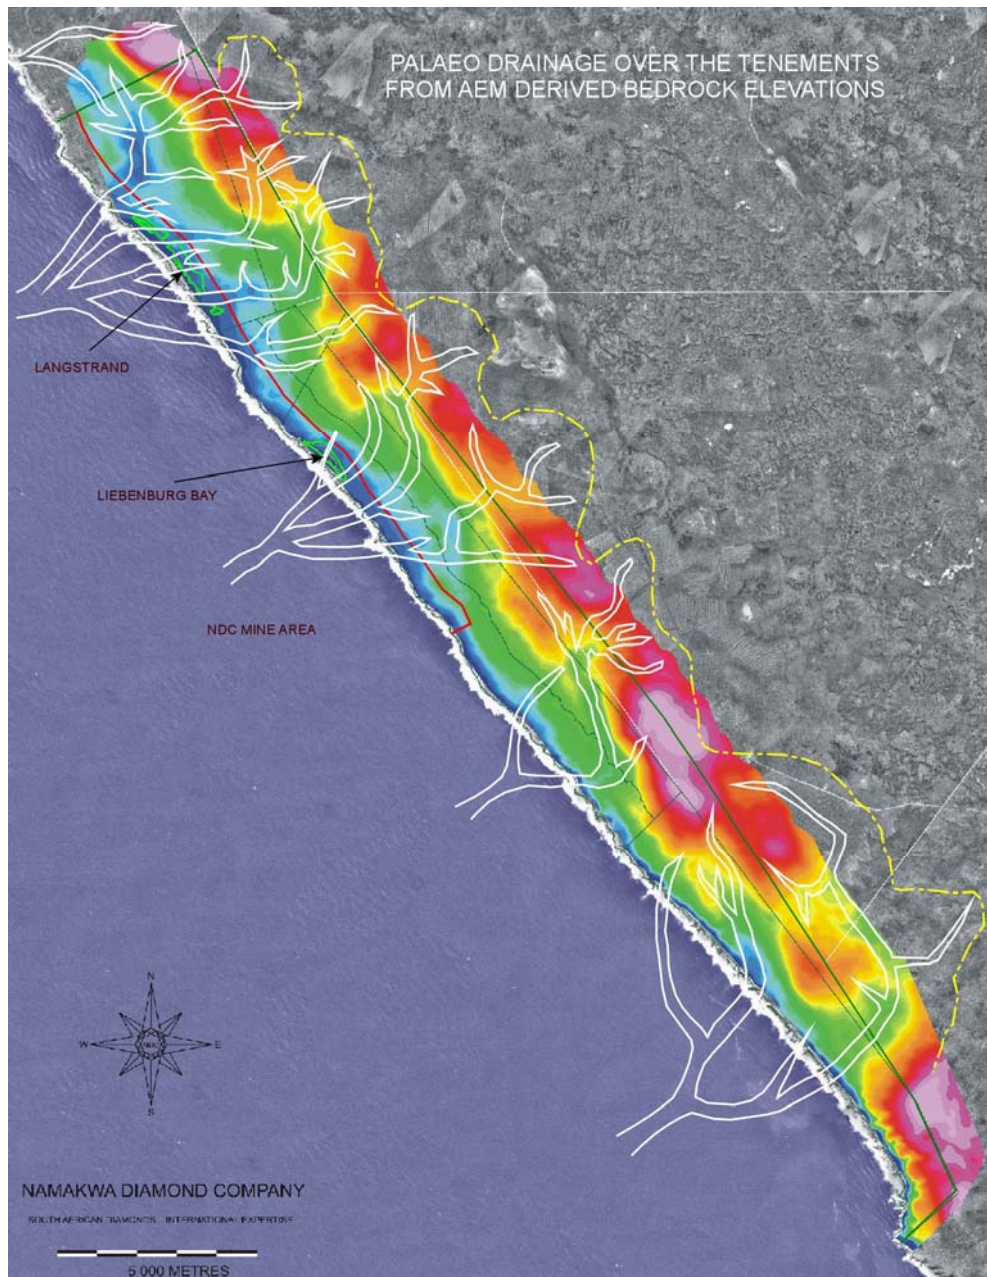 PALAEO DRAINAGE OVER THE TENEMENTS
FROM AEM DERIVED BEDROCK ELEVATIONS
LANGSTRAND
LIEBENBURG BAY
NDC MINE AREA
N
W
E
S
NAMAKWA DIAMOND COMPANY
SOUTH AFRICAN DIAMONDS - INTERNATIONAL EXPERTISE
5 000 METRES